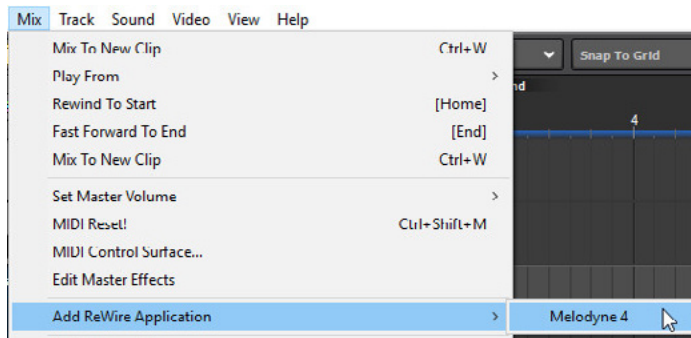 Mix Track Sound Video View Help
Mix To New Clip Ctrl+W
Snap To Grid
Play From >
nd
Rewind To Start [Home]
4
Fast Forward To End [End]
Mix To New Clip Ctrl+W
Set Master Volume >
MIDI Reset! Ctrl+Shift+M
MIDI Control Surface...
Edit Master Effects
Add ReWire Application > Melodyne 4